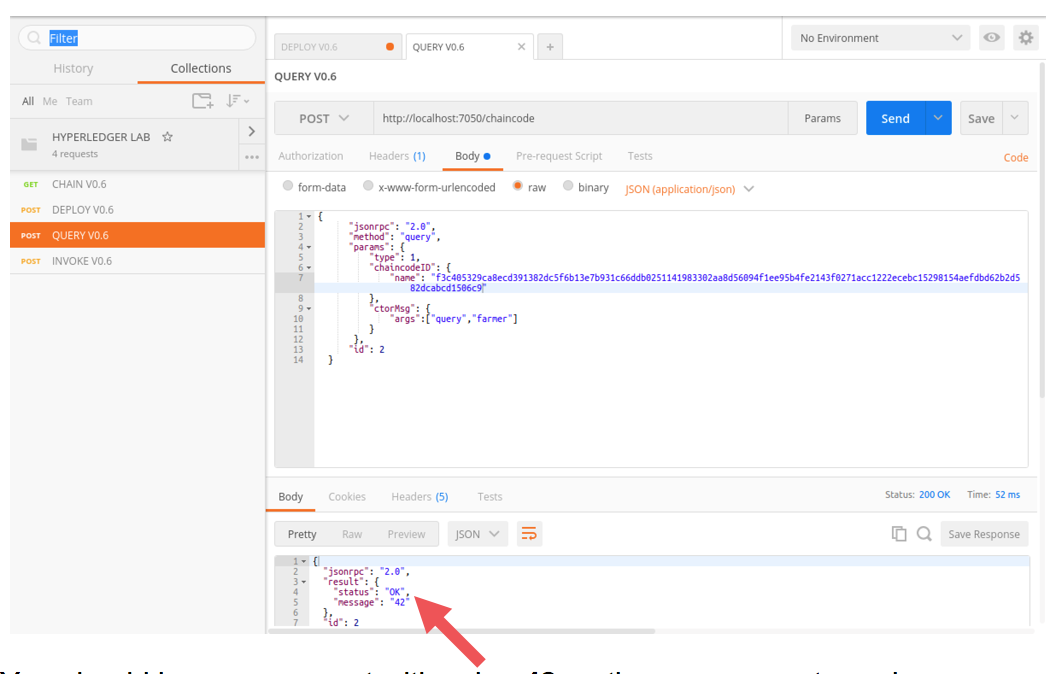 Filter
History Collections
All Me Team
HYPERLEDGER LAB
4 requests
GET CHAIN V0.6
POST DEPLOY V0.6
POST QUERY V0.6
POST INVOKE V0.6
DEPLOY V0.6 QUERY V0.6
No Environment
QUERY V0.6
POST http://localhost:7050/chaincode Params Send Save
Authorization Headers (1) Body Pre-request Script Tests Code
form-data x-www-form-urlencoded raw binary JSON (application/json)
1 {
2 "jsonrpc": "2.0",
3 "method": "query",
4 "params": {
5 "type": 1,
6 "chaincodeID": {
7 "name": "f3c405329ca8ecd391382dc5f6b13e7b931c66ddb0251141983302aa8d56094f1ee95b4fe2143f0271acc1222ecebc15298154aefdbd62b2d5
82dcabcd1506c9"
8 },
9 "ctorMsg": {
10 "args":["query","farmer"]
11 }
12 },
13 "id": 2
14 }
Body Cookies Headers (5) Tests Status: 200 OK Time: 52 ms
Pretty Raw Preview JSON Save Response
1 {
2 "jsonrpc": "2.0",
3 "result": {
4 "status": "OK",
5 "message": "42"
6 },
7 "id": 2